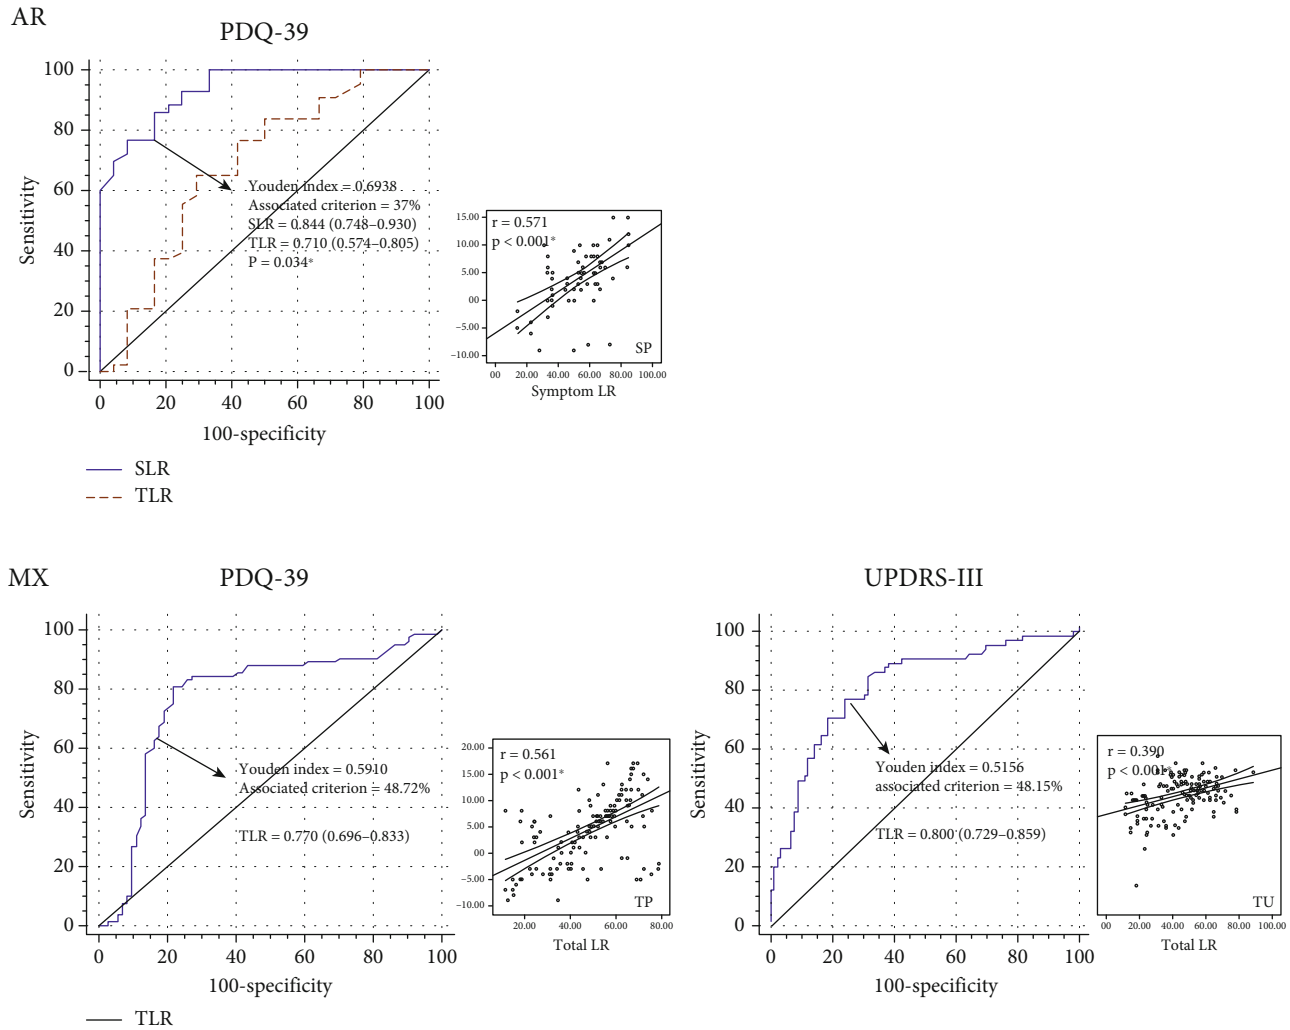 AR
PDQ-39
100
80
60
40
20
0
Sensitivity
Youden index = 0.6938
Associated criterion = 37%
SLR = 0.844 (0.748–0.930)
TLR = 0.710 (0.574–0.805)
P = 0.034*
0 20 40 60 80 100
100-specificity
SLR
TLR
15.00
10.00
5.00
00
−5.00
−10.00
r = 0.571
p < 0.001*
SP
00 20.00 40.00 60.00 80.00 100.00
Symptom LR
MX
PDQ-39
100
80
60
40
20
0
Sensitivity
Youden index = 0.5910
Associated criterion = 48.72%
TLR = 0.770 (0.696–0.833)
0 20 40 60 80 100
100-specificity
TLR
20.00
15.00
10.00
5.00
00
−5.00
−10.00
r = 0.561
p < 0.001*
TP
20.00 40.00 60.00 80.00
Total LR
UPDRS-III
100
80
60
40
20
0
Sensitivity
Youden index = 0.5156
associated criterion = 48.15%
TLR = 0.800 (0.729–0.859)
0 20 40 60 80 100
100-specificity
r = 0.390
p < 0.001*
TU
00 20.00 40.00 60.00 80.00 100.00
Total LR